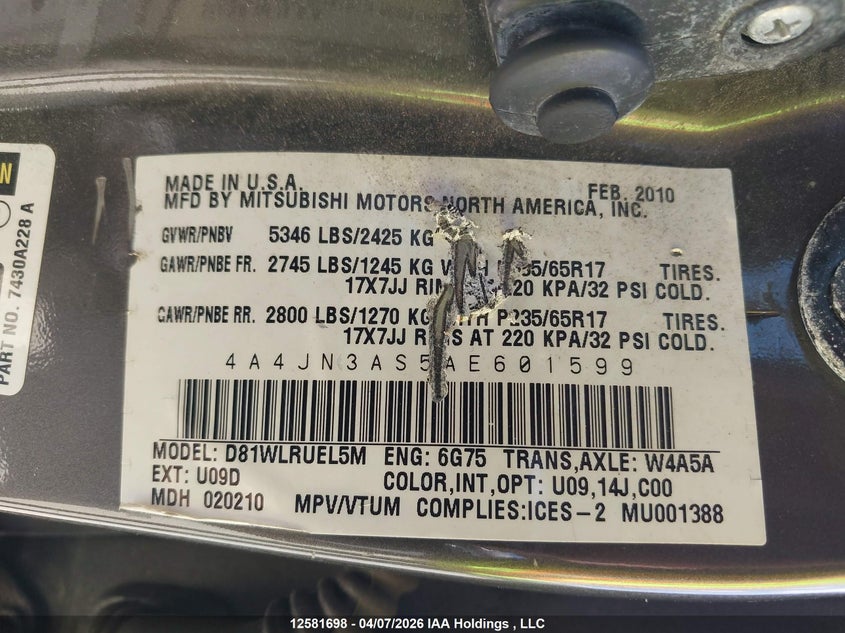 MADE IN U.S.A. FEB, 2010
MFD BY MITSUBISHI MOTORS NORTH AMERICA, INC.
GVWR/PNBV 5346 LBS/2425 KG
GAWR/PNBE FR. 2745 LBS/1245 KG 35/65R17 TIRES.
17X7JJ 220 KPA/32 PSI COLD.
GAWR/PNBE RR. 2800 LBS/1270 KG P235/65R17 TIRES.
17X7JJ AT 220 KPA/32 PSI COLD.
4A4JN3AS5AE601599
MODEL: D81WLRUEL5M ENG: 6G75 TRANS,AXLE: W4A5A
EXT: U09D COLOR,INT,OPT: U09,14J,C00
MDH 020210 MPV/VTUM COMPLIES:ICES-2 MU001388
PART NO. 7430A228 A
12581698 - 04/07/2026 IAA Holdings , LLC